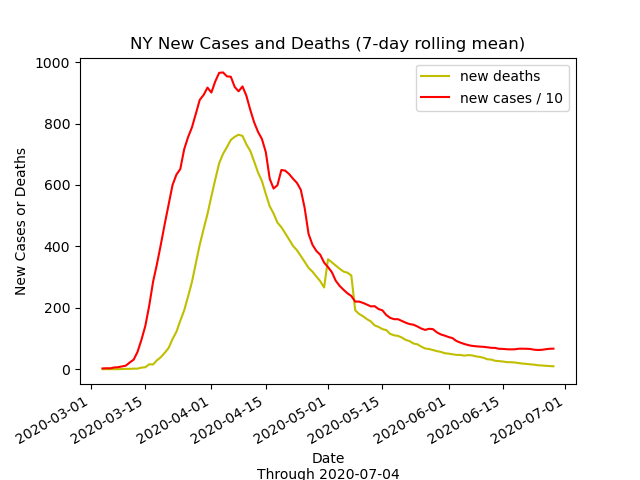 NY New Cases and Deaths (7-day rolling mean)
new deaths
new cases / 10
New Cases or Deaths
1000
800
600
400
200
0
2020-03-01
2020-03-15
2020-04-01
2020-04-15
2020-05-01
2020-05-15
2020-06-01
2020-06-15
2020-07-01
Date
Through 2020-07-04